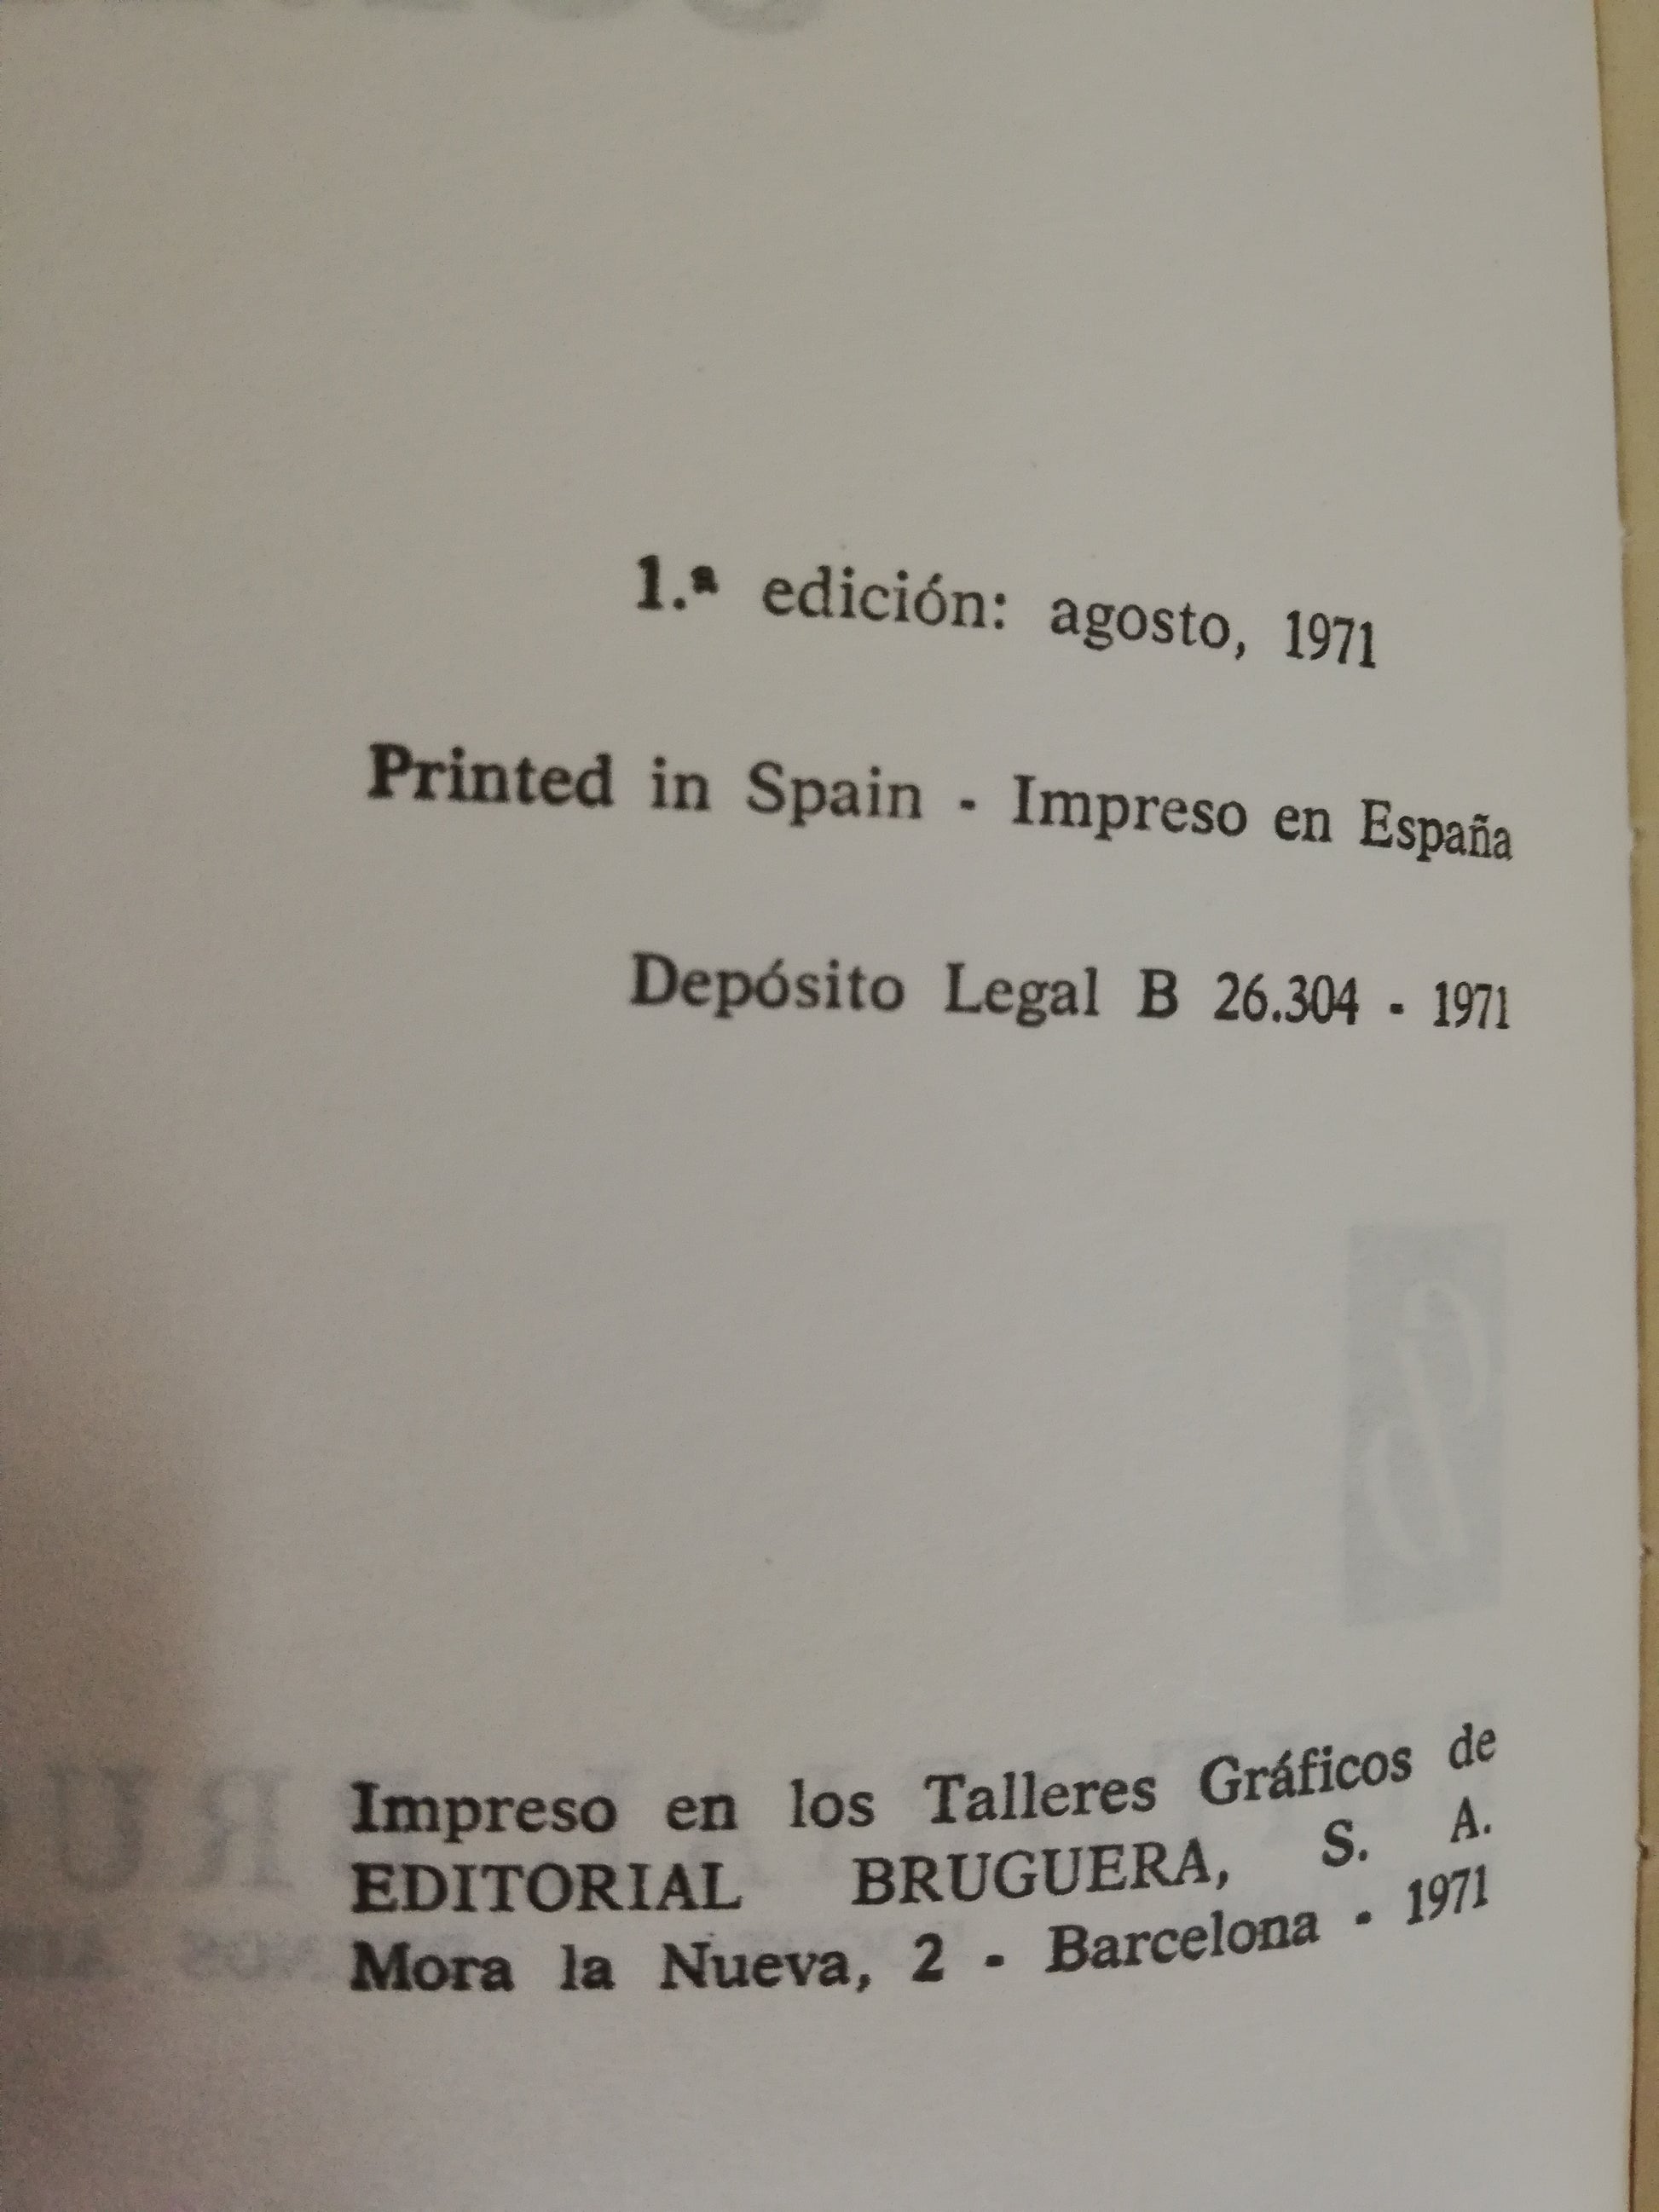 1.ª edición: agosto, 1971
Printed in Spain - Impreso en España
Depósito Legal B 26.304 - 1971
Impreso en los Talleres Gráficos de
EDITORIAL BRUGUERA, S. A.
Mora la Nueva, 2 - Barcelona - 1971